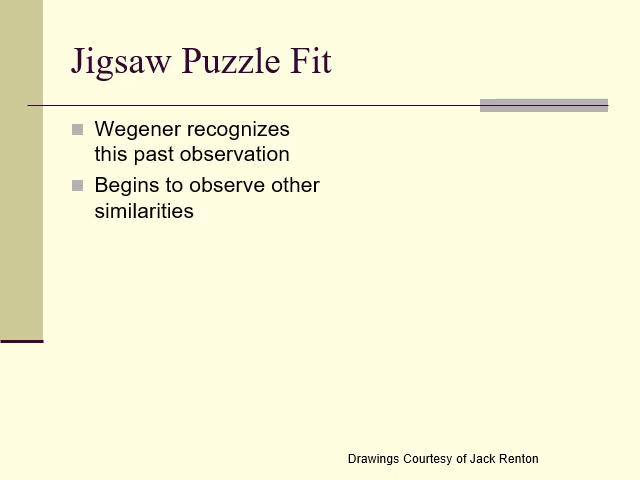 Jigsaw Puzzle Fit
Wegener recognizes
this past observation
Begins to observe other
similarities
Drawings Courtesy of Jack Renton